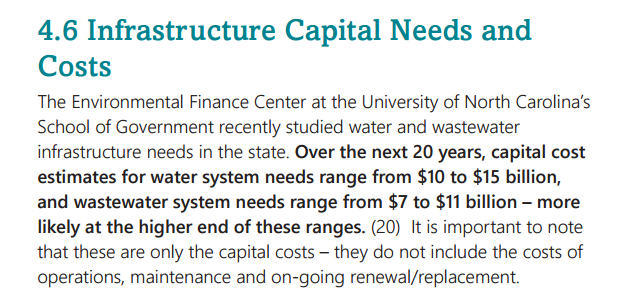 4.6 Infrastructure Capital Needs and
Costs
The Environmental Finance Center at the University of North Carolina’s
School of Government recently studied water and wastewater
infrastructure needs in the state. Over the next 20 years, capital cost
estimates for water system needs range from $10 to $15 billion,
and wastewater system needs range from $7 to $11 billion – more
likely at the higher end of these ranges. (20)  It is important to note
that these are only the capital costs – they do not include the costs of
operations, maintenance and on-going renewal/replacement.